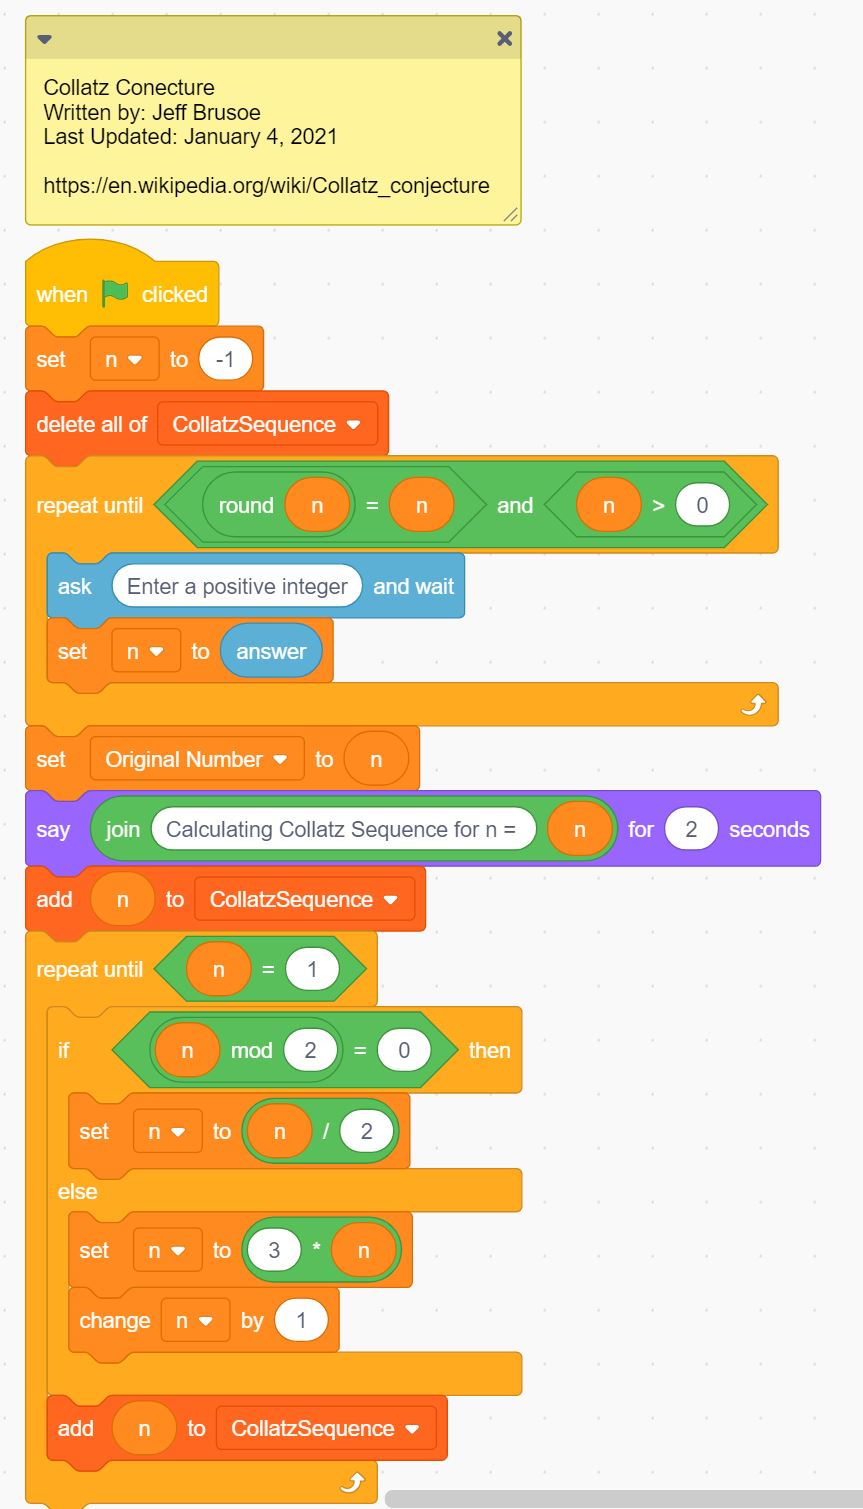 Collatz Conecture
Written by: Jeff Brusoe
Last Updated: January 4, 2021
https://en.wikipedia.org/wiki/Collatz_conjecture
when clicked
set n to -1
delete all of CollatzSequence
repeat until round n = n and n > 0
ask Enter a positive integer and wait
set n to answer
set Original Number to n
say join Calculating Collatz Sequence for n = n for 2 seconds
add n to CollatzSequence
repeat until n = 1
if n mod 2 = 0 then
set n to n / 2
else
set n to 3 * n
change n by 1
add n to CollatzSequence